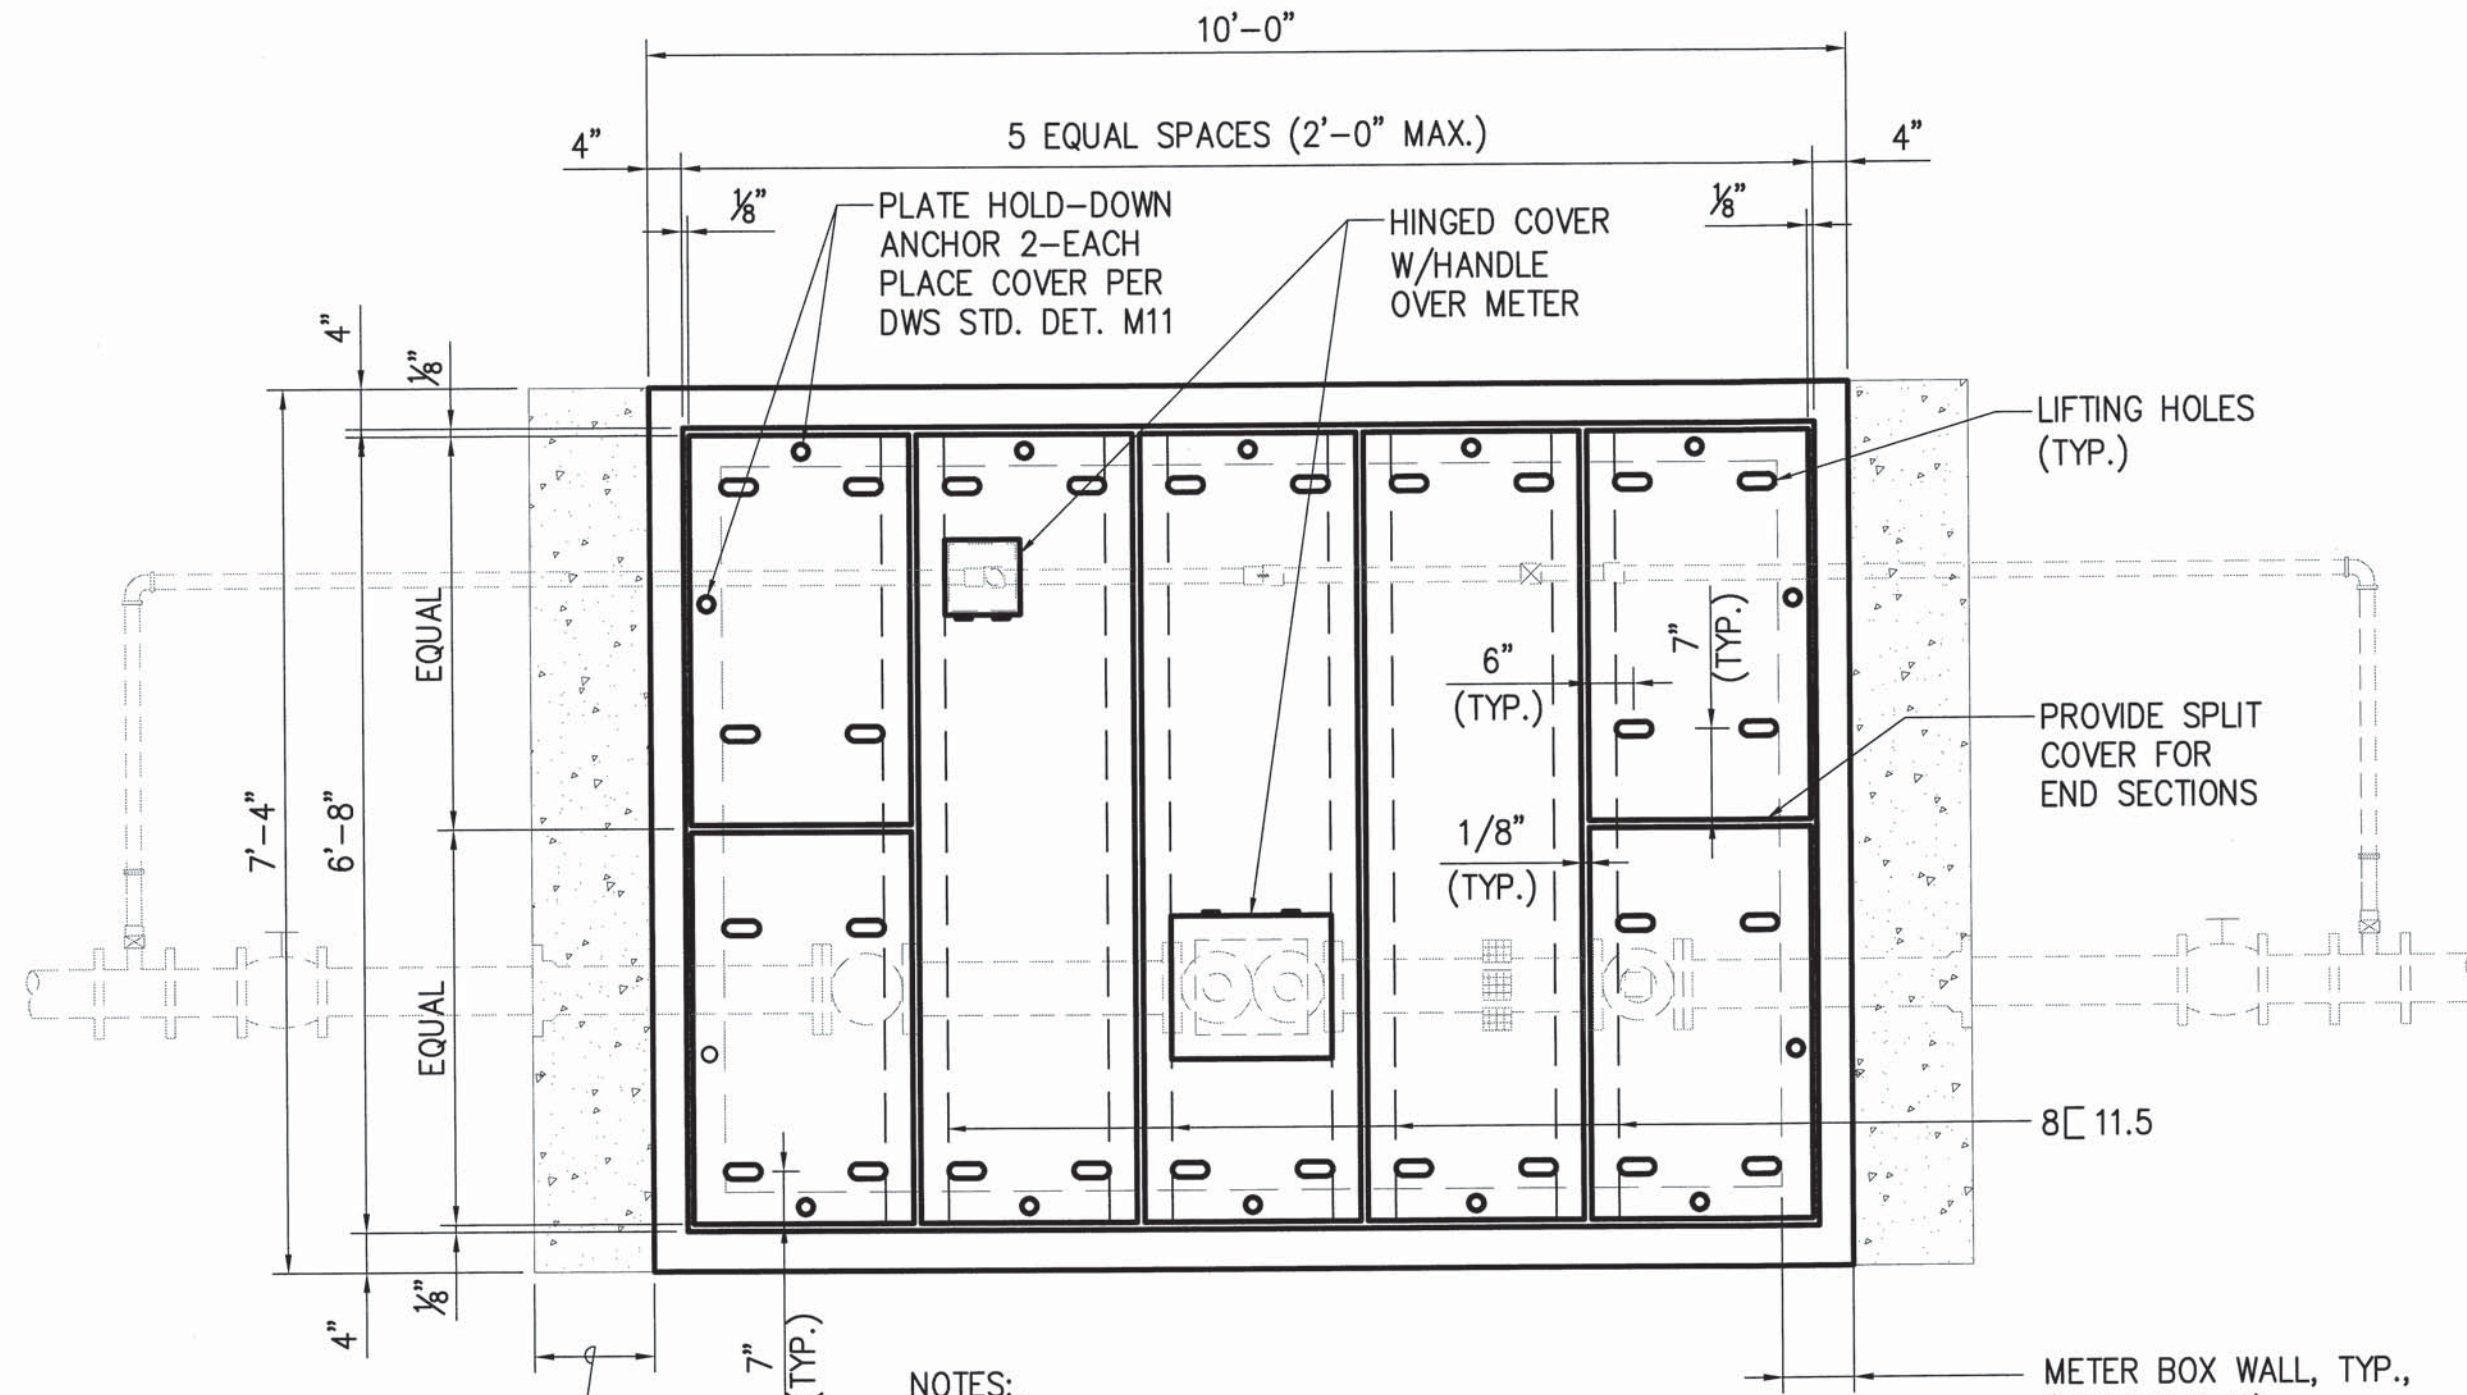 10'-0"
4"
5 EQUAL SPACES (2'-0" MAX.)
4"
⅛"
PLATE HOLD-DOWN
ANCHOR 2-EACH
PLACE COVER PER
DWS STD. DET. M11
HINGED COVER
W/HANDLE
OVER METER
⅛"
4"
⅛"
LIFTING HOLES
(TYP.)
EQUAL
6"
(TYP.)
7"
(TYP.)
PROVIDE SPLIT
COVER FOR
END SECTIONS
7'-4"
6'-8"
1/8"
(TYP.)
EQUAL
8[ 11.5
⅛"
4"
7"
(TYP.)
NOTES:
METER BOX WALL, TYP.,